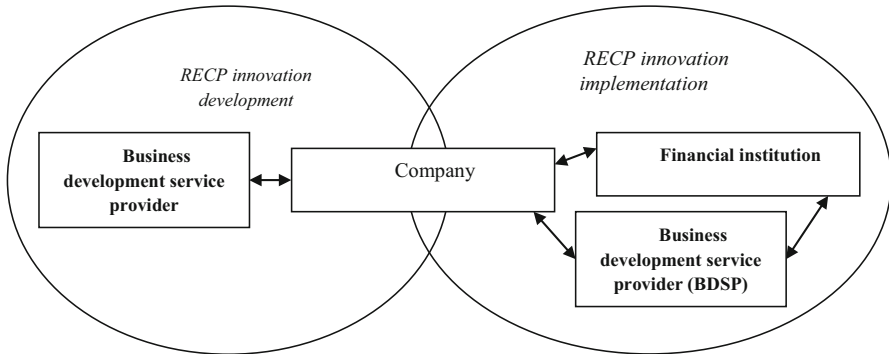 RECP innovation
development
RECP innovation
implementation
Business
development service
provider
Company
Financial institution
Business
development service
provider (BDSP)